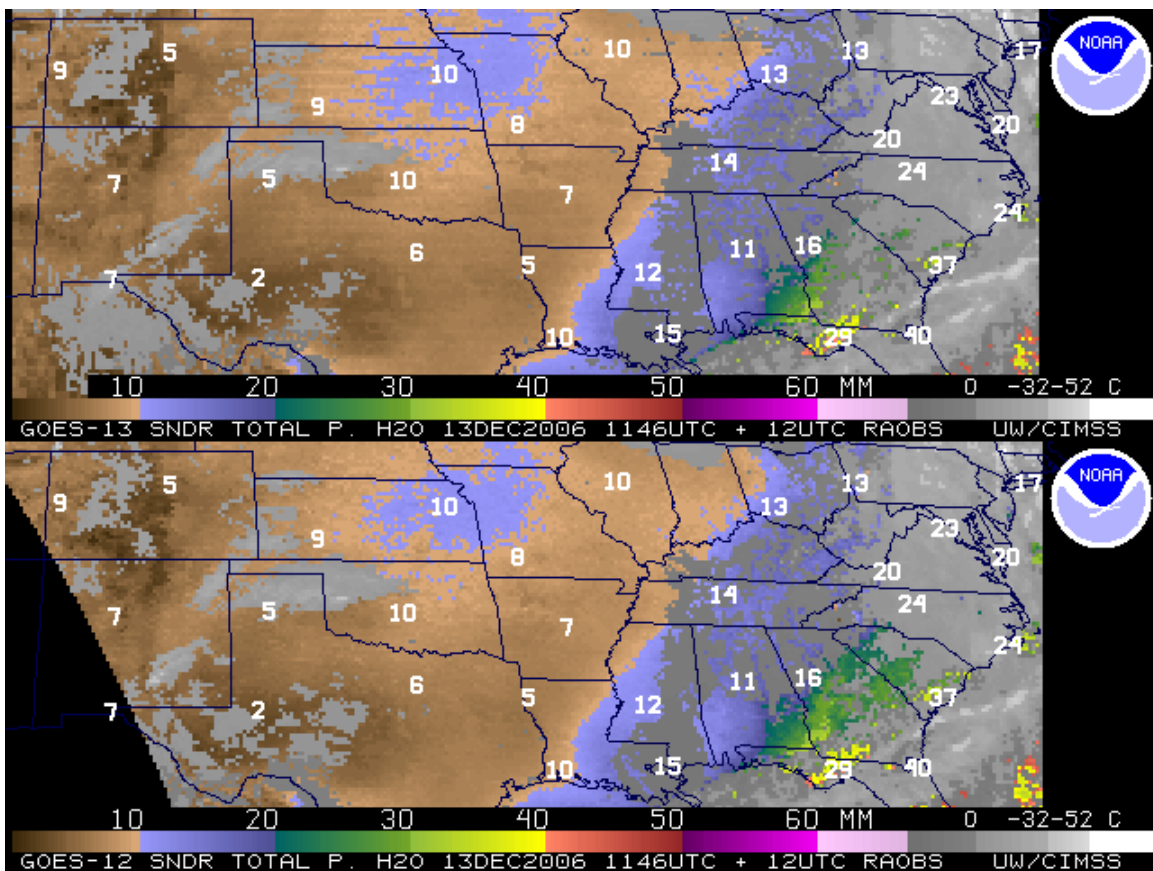 10 13 17
5
NOAA
9 10 13
23
9 8 20 20
14 24
7 5 10 7
24
6 11 16
7 2 5 12 37
10 15 29 40
10 20 30 40 50 60 MM 0 -32-52 C
GOES-13 SNDR TOTAL P. H2O 13DEC2006 1146UTC + 12UTC RAOBS UW/CIMSS
5 10 13 17
NOAA
9 10 13
23
9 8 20 20
14 24
7 5 10 7
24
6 11 16
7 2 5 12 37
10 15 29 40
10 20 30 40 50 60 MM 0 -32-52 C
GOES-12 SNDR TOTAL P. H2O 13DEC2006 1146UTC + 12UTC RAOBS UW/CIMSS